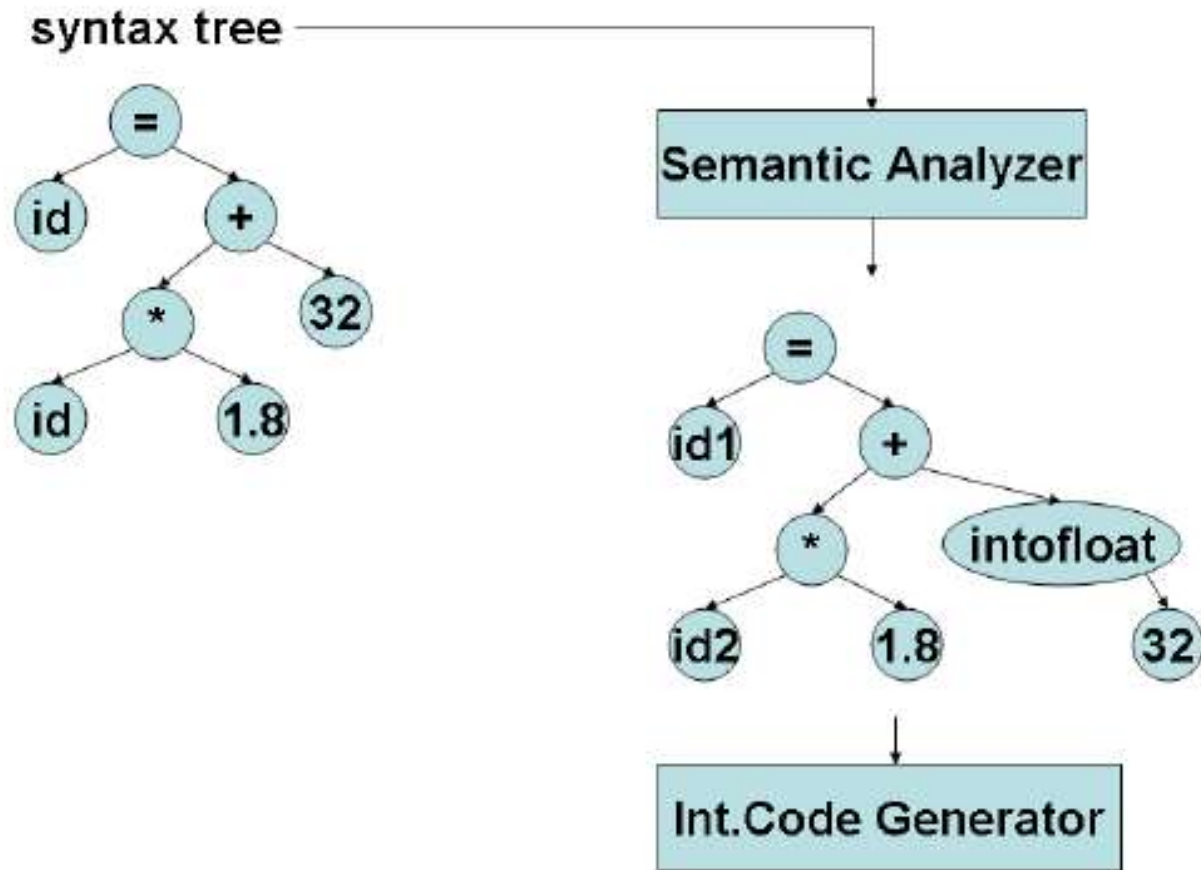 syntax tree
=
id
+
*
32
id
1.8
Semantic Analyzer
=
id1
+
*
intofloat
id2
1.8
32
Int.Code Generator